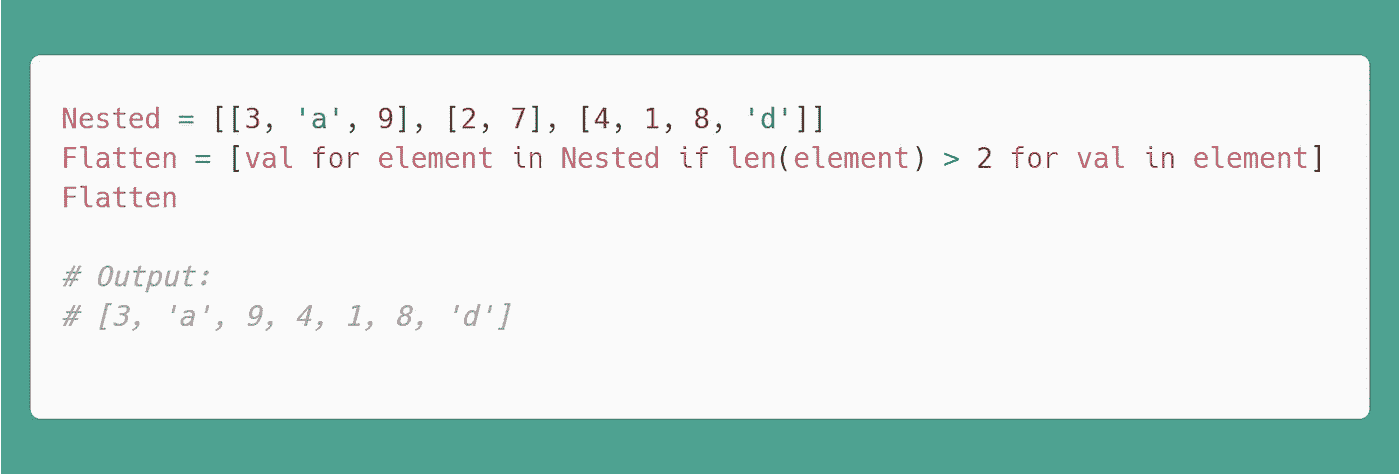 Nested = [[3, 'a', 9], [2, 7], [4, 1, 8, 'd']]
Flatten = [val for element in Nested if len(element) > 2 for val in element]
Flatten
# Output:
# [3, 'a', 9, 4, 1, 8, 'd']